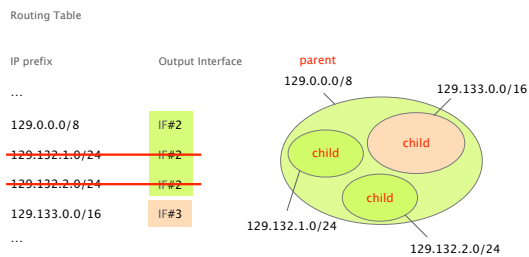 Routing Table
IP prefix Output Interface
...
129.0.0.0/8 IF#2
129.132.1.0/24 IF#2
129.132.2.0/24 IF#2
129.133.0.0/16 IF#3
...
parent
129.0.0.0/8
129.133.0.0/16
child
child
child
129.132.1.0/24
129.132.2.0/24